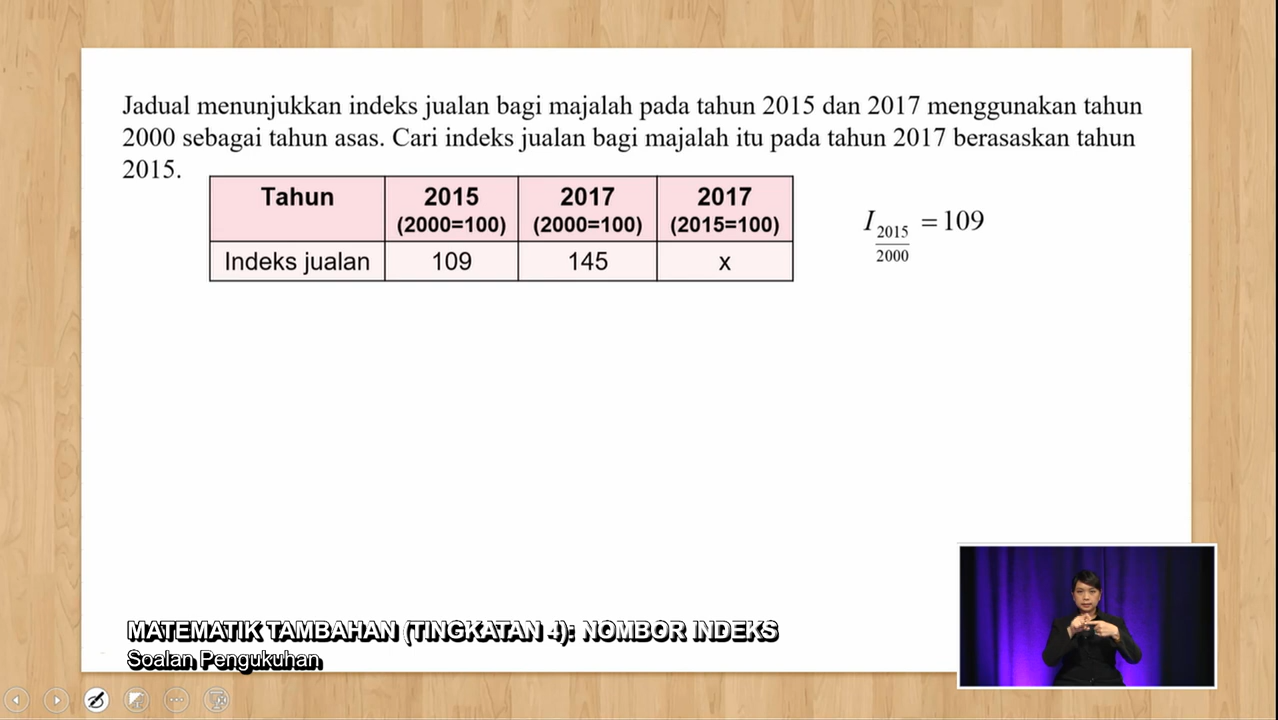 Jadual menunjukkan indeks jualan bagi majalah pada tahun 2015 dan 2017 menggunakan tahun
2000 sebagai tahun asas. Cari indeks jualan bagi majalah itu pada tahun 2017 berasaskan tahun
2015.
Tahun 2015 2017 2017
(2000=100) (2000=100) (2015=100)
Indeks jualan 109 145 x
I 2015/2000 = 109
MATEMATIK TAMBAHAN (TINGKATAN 4): NOMBOR INDEKS
Soalan Pengukuhan